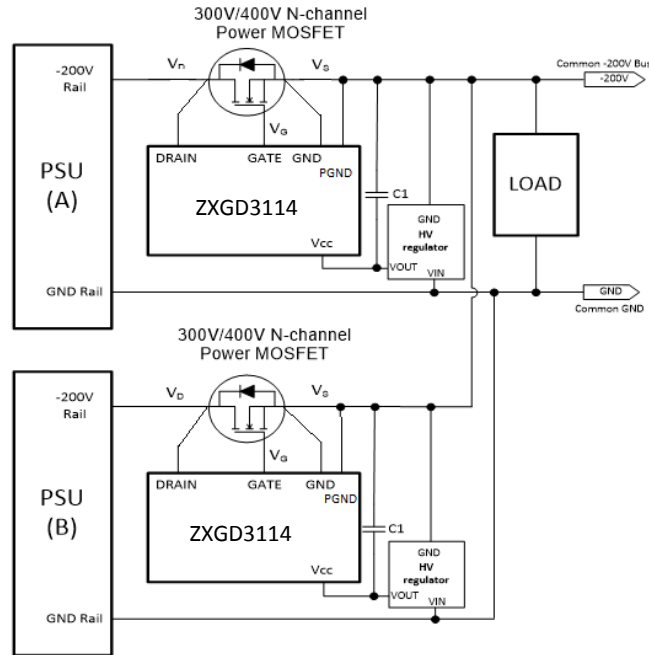 300V/400V N-channel
Power MOSFET
-200V
Rail
VD
VS
Common -200V Bus
-200V
VG
DRAIN
GATE
GND
PGND
PSU
(A)
ZXGD3114
C1
LOAD
GND
HV
regulator
Vcc
VOUT
VIN
GND Rail
GND
Common GND
300V/400V N-channel
Power MOSFET
-200V
Rail
VD
VS
VG
DRAIN
GATE
GND
PGND
PSU
(B)
ZXGD3114
C1
GND
HV
regulator
Vcc
VOUT
VIN
GND Rail